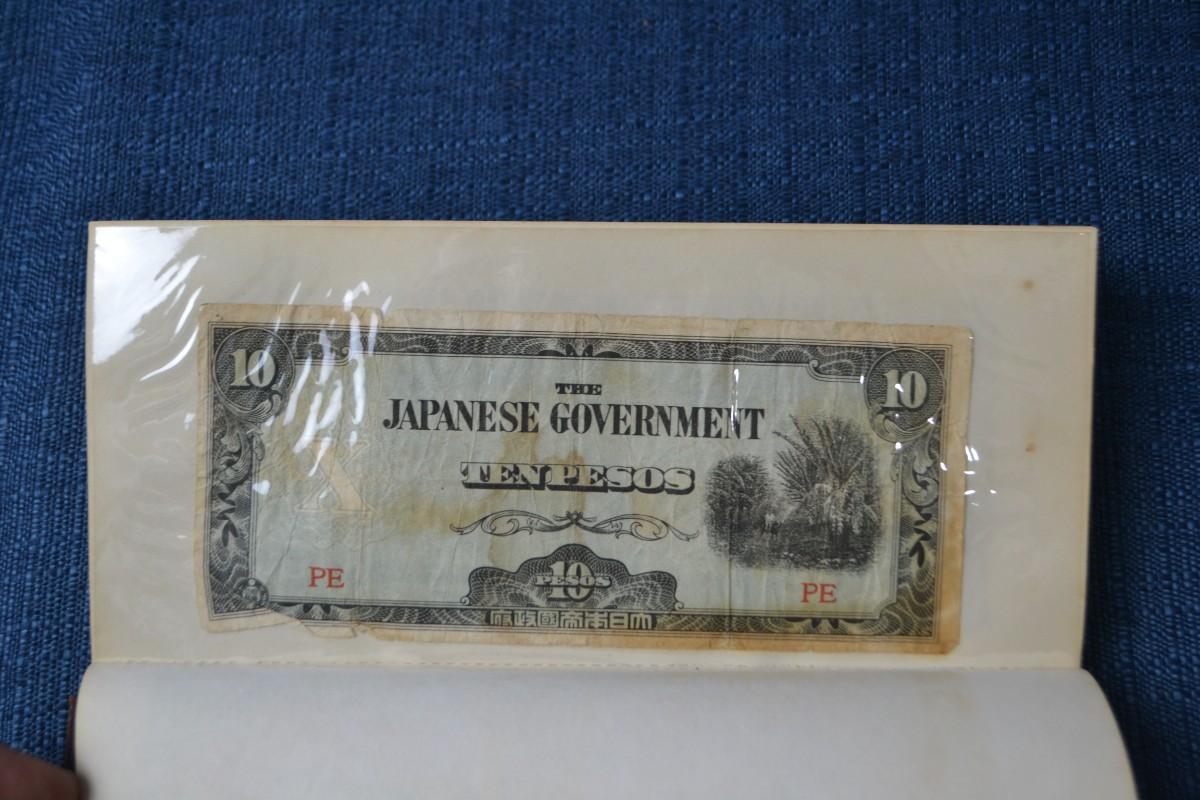 10 10
THE
JAPANESE GOVERNMENT
TEN PESOS
X
PE PE
10
PESOS
府政國帝本日大